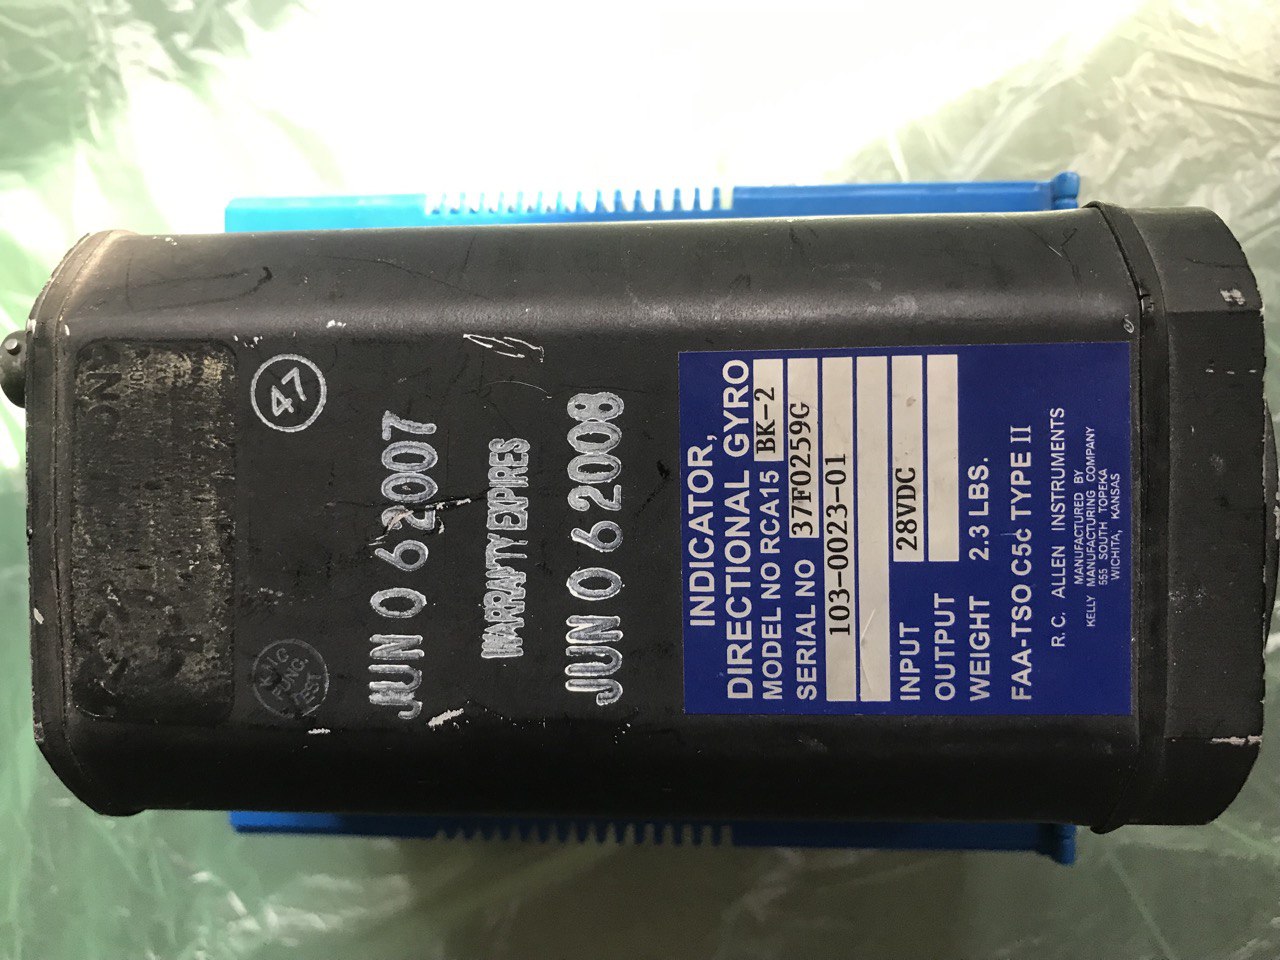 47
JUN 0 6 2007
WARRANTY EXPIRES
JUN 0 6 2008
FUNC.
TEST
INDICATOR,
DIRECTIONAL GYRO
MODEL NO RCA15 BK-2
SERIAL NO 37F0259G
103-0023-01
INPUT 28VDC
OUTPUT
WEIGHT 2.3 LBS.
FAA-TSO C5c TYPE II
R. C. ALLEN INSTRUMENTS
MANUFACTURED BY
KELLY MANUFACTURING COMPANY
555 SOUTH TOPEKA
WICHITA, KANSAS